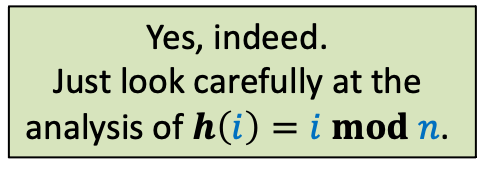 Yes, indeed.
Just look carefully at the
analysis of h(i) = i mod n.